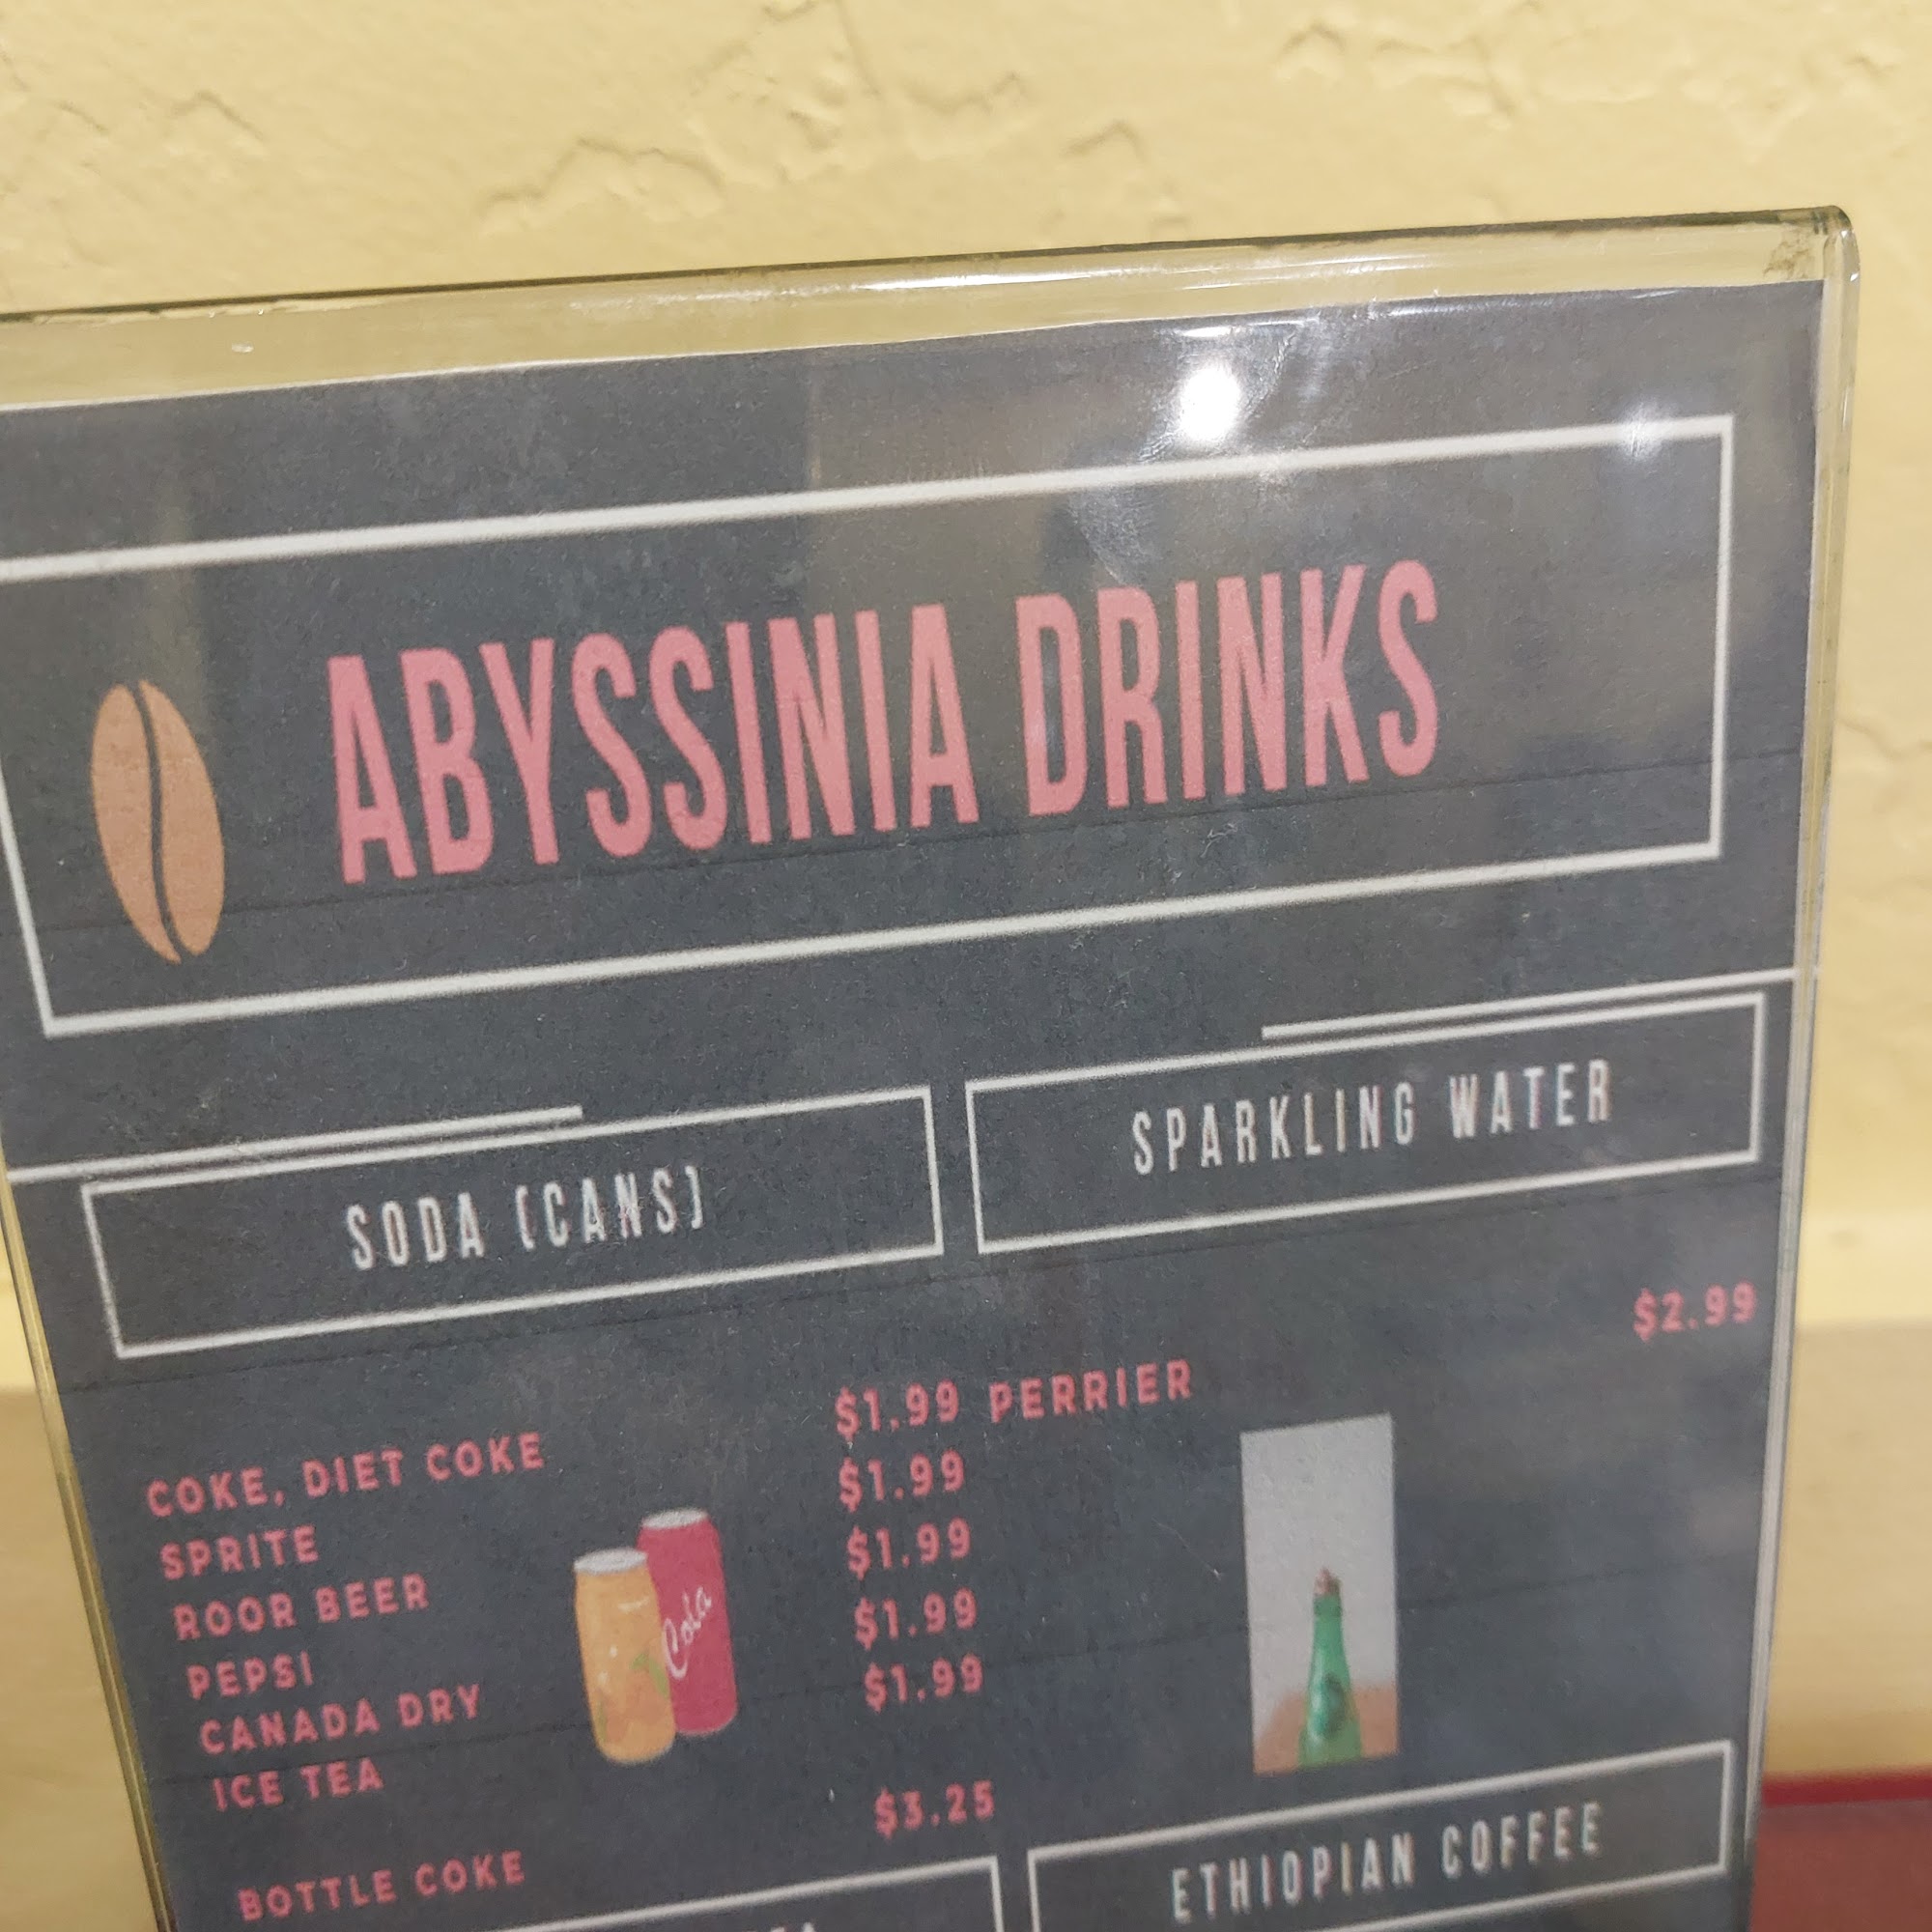 ABYSSINIA DRINKS
SODA (CANS)
COKE, DIET COKE $1.99
SPRITE $1.99
ROOR BEER $1.99
PEPSI $1.99
CANADA DRY $1.99
ICE TEA
BOTTLE COKE $3.25
Cola
SPARKLING WATER
PERRIER $2.99
ETHIOPIAN COFFEE